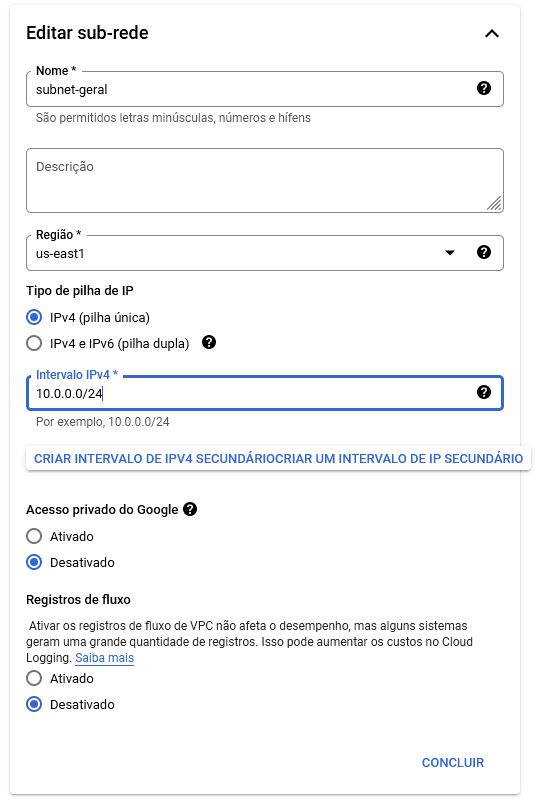 Editar sub-rede
Nome *
subnet-geral
São permitidos letras minúsculas, números e hífens
Descrição
Região *
us-east1
Tipo de pilha de IP
IPv4 (pilha única)
IPv4 e IPv6 (pilha dupla)
Intervalo IPv4 *
10.0.0.0/24
Por exemplo, 10.0.0.0/24
CRIAR INTERVALO DE IPV4 SECUNDÁRIOCRIAR UM INTERVALO DE IP SECUNDÁRIO
Acesso privado do Google
Ativado
Desativado
Registros de fluxo
Ativar os registros de fluxo de VPC não afeta o desempenho, mas alguns sistemas
geram uma grande quantidade de registros. Isso pode aumentar os custos no Cloud
Logging. Saiba mais
Ativado
Desativado
CONCLUIR